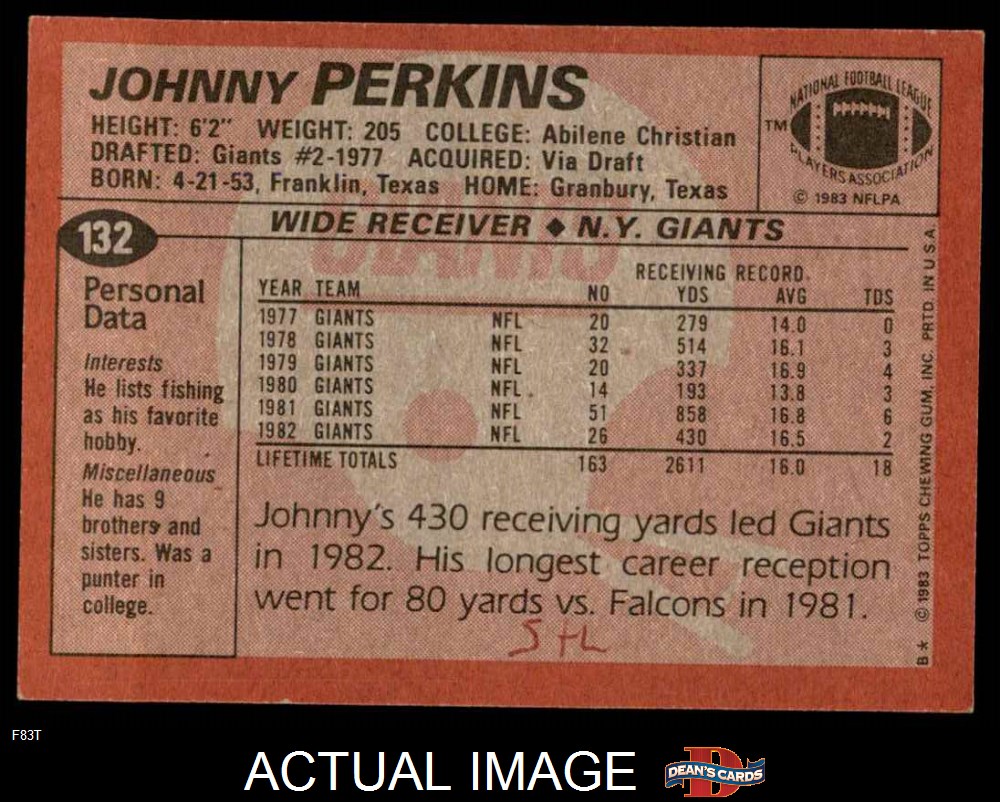 JOHNNY PERKINS
HEIGHT: 6'2" WEIGHT: 205 COLLEGE: Abilene Christian
DRAFTED: Giants #2-1977 ACQUIRED: Via Draft
BORN: 4-21-53, Franklin, Texas HOME: Granbury, Texas
NATIONAL FOOTBALL LEAGUE
TM
PLAYERS ASSOCIATION
© 1983 NFLPA
132
WIDE RECEIVER ♦ N.Y. GIANTS
Personal
Data
Interests
He lists fishing
as his favorite
hobby.
Miscellaneous
He has 9
brothers and
sisters. Was a
punter in
college.
GIANTS
RECEIVING RECORD
YEAR TEAM NO YDS AVG TDS
1977 GIANTS NFL 20 279 14.0 0
1978 GIANTS NFL 32 514 16.1 3
1979 GIANTS NFL 20 337 16.9 4
1980 GIANTS NFL 14 193 13.8 3
1981 GIANTS NFL 51 858 16.8 6
1982 GIANTS NFL 26 430 16.5 2
LIFETIME TOTALS 163 2611 16.0 18
Johnny's 430 receiving yards led Giants
in 1982. His longest career reception
went for 80 yards vs. Falcons in 1981.
StL
B* © 1983 TOPPS CHEWING GUM, INC. PRTD. IN U.S.A.
F83T
ACTUAL IMAGE
D
DEAN'S CARDS